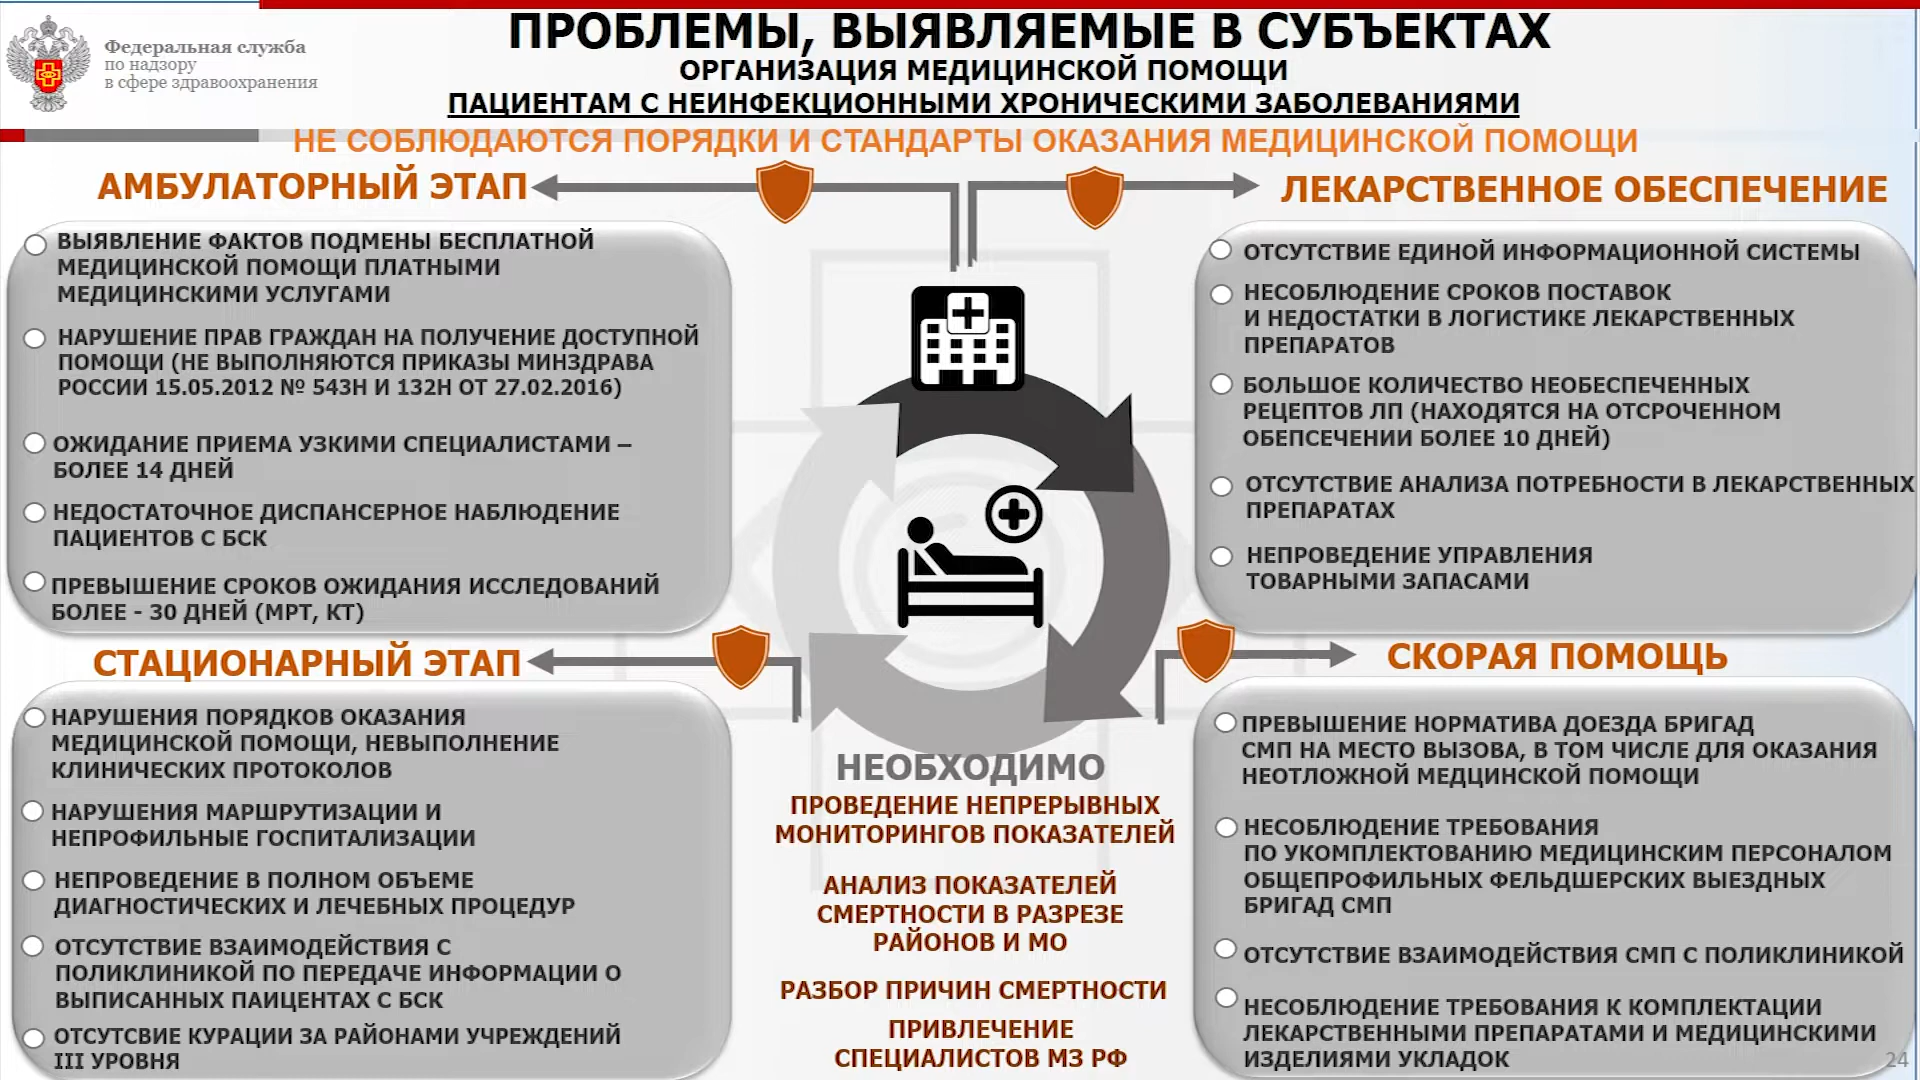 Федеральная служба
по надзору
в сфере здравоохранения
ПРОБЛЕМЫ, ВЫЯВЛЯЕМЫЕ В СУБЪЕКТАХ
ОРГАНИЗАЦИЯ МЕДИЦИНСКОЙ ПОМОЩИ
ПАЦИЕНТАМ С НЕИНФЕКЦИОННЫМИ ХРОНИЧЕСКИМИ ЗАБОЛЕВАНИЯМИ
НЕ СОБЛЮДАЮТСЯ ПОРЯДКИ И СТАНДАРТЫ ОКАЗАНИЯ МЕДИЦИНСКОЙ ПОМОЩИ
АМБУЛАТОРНЫЙ ЭТАП
ВЫЯВЛЕНИЕ ФАКТОВ ПОДМЕНЫ БЕСПЛАТНОЙ
МЕДИЦИНСКОЙ ПОМОЩИ ПЛАТНЫМИ
МЕДИЦИНСКИМИ УСЛУГАМИ
НАРУШЕНИЕ ПРАВ ГРАЖДАН НА ПОЛУЧЕНИЕ ДОСТУПНОЙ
ПОМОЩИ (НЕ ВЫПОЛНЯЮТСЯ ПРИКАЗЫ МИНЗДРАВА
РОССИИ 15.05.2012 № 543Н И 132Н ОТ 27.02.2016)
ОЖИДАНИЕ ПРИЕМА УЗКИМИ СПЕЦИАЛИСТАМИ –
БОЛЕЕ 14 ДНЕЙ
НЕДОСТАТОЧНОЕ ДИСПАНСЕРНОЕ НАБЛЮДЕНИЕ
ПАЦИЕНТОВ С БСК
ПРЕВЫШЕНИЕ СРОКОВ ОЖИДАНИЯ ИССЛЕДОВАНИЙ
БОЛЕЕ - 30 ДНЕЙ (МРТ, КТ)
ЛЕКАРСТВЕННОЕ ОБЕСПЕЧЕНИЕ
ОТСУТСТВИЕ ЕДИНОЙ ИНФОРМАЦИОННОЙ СИСТЕМЫ
НЕСОБЛЮДЕНИЕ СРОКОВ ПОСТАВОК
И НЕДОСТАТКИ В ЛОГИСТИКЕ ЛЕКАРСТВЕННЫХ
ПРЕПАРАТОВ
БОЛЬШОЕ КОЛИЧЕСТВО НЕОБЕСПЕЧЕННЫХ
РЕЦЕПТОВ ЛП (НАХОДЯТСЯ НА ОТСРОЧЕННОМ
ОБЕПСЕЧЕНИИ БОЛЕЕ 10 ДНЕЙ)
ОТСУТСТВИЕ АНАЛИЗА ПОТРЕБНОСТИ В ЛЕКАРСТВЕННЫХ
ПРЕПАРАТАХ
НЕПРОВЕДЕНИЕ УПРАВЛЕНИЯ
ТОВАРНЫМИ ЗАПАСАМИ
СТАЦИОНАРНЫЙ ЭТАП
НАРУШЕНИЯ ПОРЯДКОВ ОКАЗАНИЯ
МЕДИЦИНСКОЙ ПОМОЩИ, НЕВЫПОЛНЕНИЕ
КЛИНИЧЕСКИХ ПРОТОКОЛОВ
НАРУШЕНИЯ МАРШРУТИЗАЦИИ И
НЕПРОФИЛЬНЫЕ ГОСПИТАЛИЗАЦИИ
НЕПРОВЕДЕНИЕ В ПОЛНОМ ОБЪЕМЕ
ДИАГНОСТИЧЕСКИХ И ЛЕЧЕБНЫХ ПРОЦЕДУР
ОТСУТСТВИЕ ВЗАИМОДЕЙСТВИЯ С
ПОЛИКЛИНИКОЙ ПО ПЕРЕДАЧЕ ИНФОРМАЦИИ О
ВЫПИСАННЫХ ПАИЦЕНТАХ С БСК
ОТСУТСВИЕ КУРАЦИИ ЗА РАЙОНАМИ УЧРЕЖДЕНИЙ
III УРОВНЯ
НЕОБХОДИМО
ПРОВЕДЕНИЕ НЕПРЕРЫВНЫХ
МОНИТОРИНГОВ ПОКАЗАТЕЛЕЙ
АНАЛИЗ ПОКАЗАТЕЛЕЙ
СМЕРТНОСТИ В РАЗРЕЗЕ
РАЙОНОВ И МО
РАЗБОР ПРИЧИН СМЕРТНОСТИ
ПРИВЛЕЧЕНИЕ
СПЕЦИАЛИСТОВ МЗ РФ
СКОРАЯ ПОМОЩЬ
ПРЕВЫШЕНИЕ НОРМАТИВА ДОЕЗДА БРИГАД
СМП НА МЕСТО ВЫЗОВА, В ТОМ ЧИСЛЕ ДЛЯ ОКАЗАНИЯ
НЕОТЛОЖНОЙ МЕДЦИНСКОЙ ПОМОЩИ
НЕСОБЛЮДЕНИЕ ТРЕБОВАНИЯ
ПО УКОМПЛЕКТОВАНИЮ МЕДИЦИНСКИМ ПЕРСОНАЛОМ
ОБЩЕПРОФИЛЬНЫХ ФЕЛЬДШЕРСКИХ ВЫЕЗДНЫХ
БРИГАД СМП
ОТСУТСТВИЕ ВЗАИМОДЕЙСТВИЯ СМП С ПОЛИКЛИНИКОЙ
НЕСОБЛЮДЕНИЕ ТРЕБОВАНИЯ К КОМПЛЕКТАЦИИ
ЛЕКАРСТВЕННЫМИ ПРЕПАРАТАМИ И МЕДИЦИНСКИМИ
ИЗДЕЛИЯМИ УКЛАДОК
24